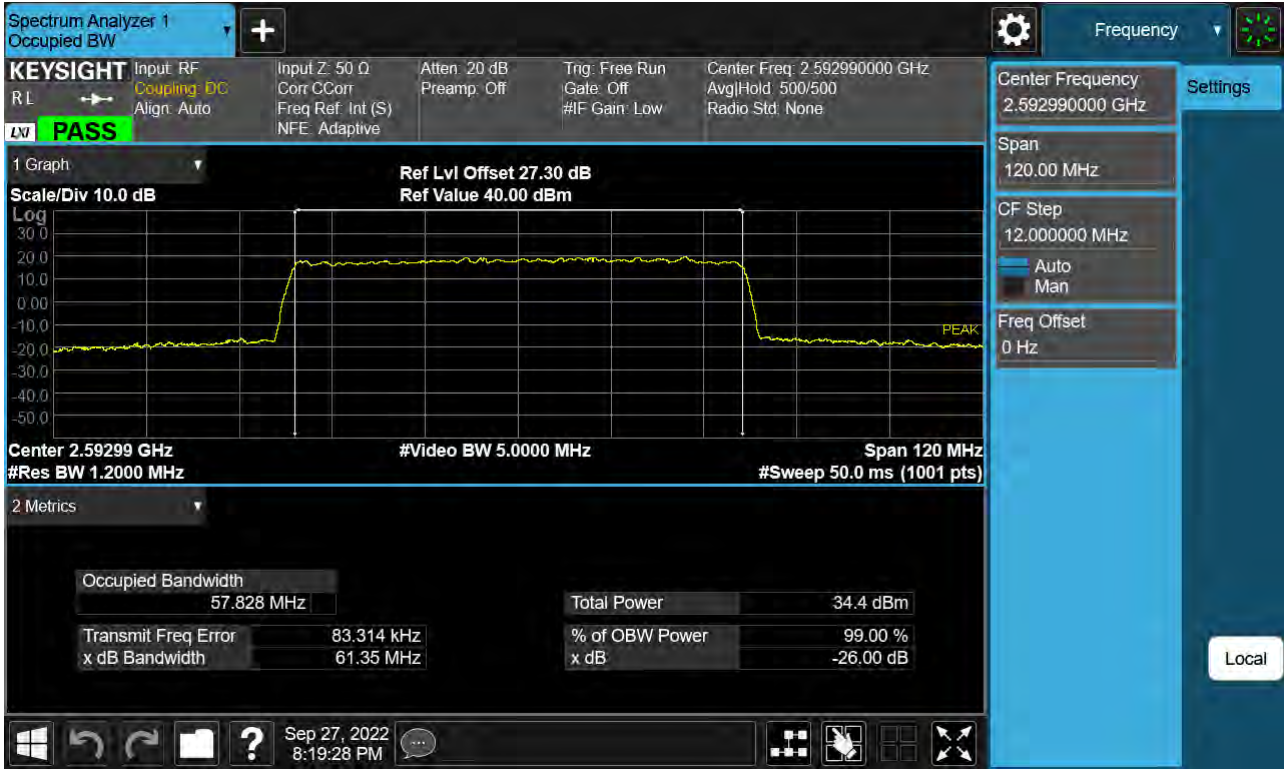 Spectrum Analyzer 1
Occupied BW
Frequency
KEYSIGHT
RL
LXI
PASS
Input: RF
Coupling: DC
Align: Auto
Input Z: 50 Ω
Corr CCorr
Freq Ref: Int (S)
NFE: Adaptive
Atten: 20 dB
Preamp: Off
Trig: Free Run
Gate: Off
#IF Gain: Low
Center Freq: 2.592990000 GHz
Avg|Hold: 500/500
Radio Std: None
Center Frequency
2.592990000 GHz
Settings
Span
120.00 MHz
CF Step
12.000000 MHz
Auto
Man
Freq Offset
0 Hz
Local
1 Graph
Scale/Div 10.0 dB
Ref Lvl Offset 27.30 dB
Ref Value 40.00 dBm
Log
30.0
20.0
10.0
0.00
-10.0
-20.0
-30.0
-40.0
-50.0
PEAK
Center 2.59299 GHz
#Video BW 5.0000 MHz
Span 120 MHz
#Res BW 1.2000 MHz
#Sweep 50.0 ms (1001 pts)
2 Metrics
Occupied Bandwidth
57.828 MHz
Total Power 34.4 dBm
Transmit Freq Error 83.314 kHz
% of OBW Power 99.00 %
x dB Bandwidth 61.35 MHz
x dB -26.00 dB
?
Sep 27, 2022
8:19:28 PM